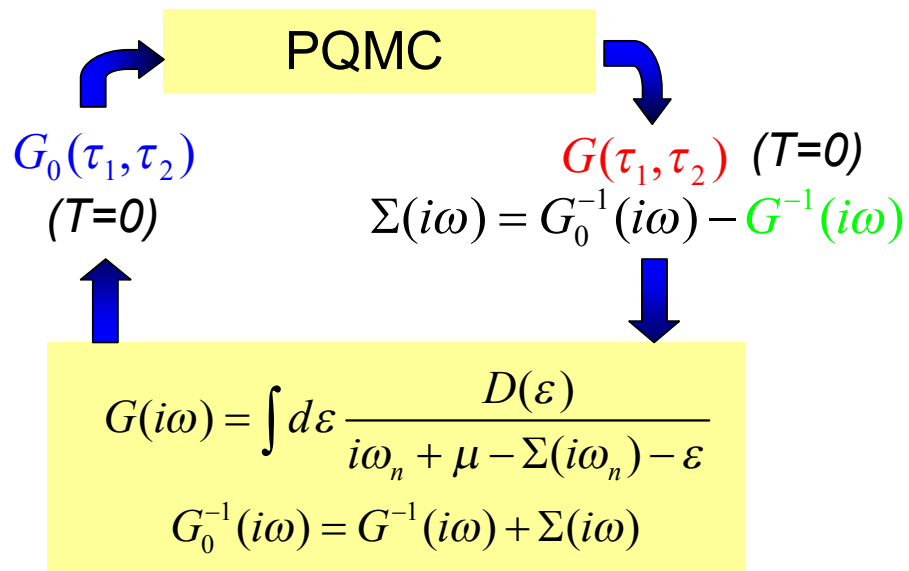 PQMC
G₀(τ₁,τ₂)
(T=0)
G(τ₁,τ₂) (T=0)
Σ(iω) = G₀⁻¹(iω) − G⁻¹(iω)
G(iω) = ∫dε D(ε) / (iωₙ + μ − Σ(iωₙ) − ε)
G₀⁻¹(iω) = G⁻¹(iω) + Σ(iω)